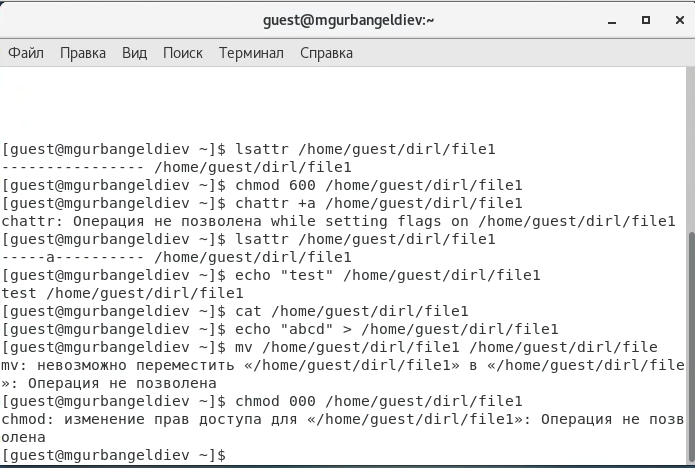 guest@mgurbangeldiev:~
Файл Правка Вид Поиск Терминал Справка
[guest@mgurbangeldiev ~]$ lsattr /home/guest/dirl/file1
---------------- /home/guest/dirl/file1
[guest@mgurbangeldiev ~]$ chmod 600 /home/guest/dirl/file1
[guest@mgurbangeldiev ~]$ chattr +a /home/guest/dirl/file1
chattr: Операция не позволена while setting flags on /home/guest/dirl/file1
[guest@mgurbangeldiev ~]$ lsattr /home/guest/dirl/file1
-----a---------- /home/guest/dirl/file1
[guest@mgurbangeldiev ~]$ echo "test" /home/guest/dirl/file1
test /home/guest/dirl/file1
[guest@mgurbangeldiev ~]$ cat /home/guest/dirl/file1
[guest@mgurbangeldiev ~]$ echo "abcd" > /home/guest/dirl/file1
[guest@mgurbangeldiev ~]$ mv /home/guest/dirl/file1 /home/guest/dirl/file
mv: невозможно переместить «/home/guest/dirl/file1» в «/home/guest/dirl/file
»: Операция не позволена
[guest@mgurbangeldiev ~]$ chmod 000 /home/guest/dirl/file1
chmod: изменение прав доступа для «/home/guest/dirl/file1»: Операция не позв
олена
[guest@mgurbangeldiev ~]$